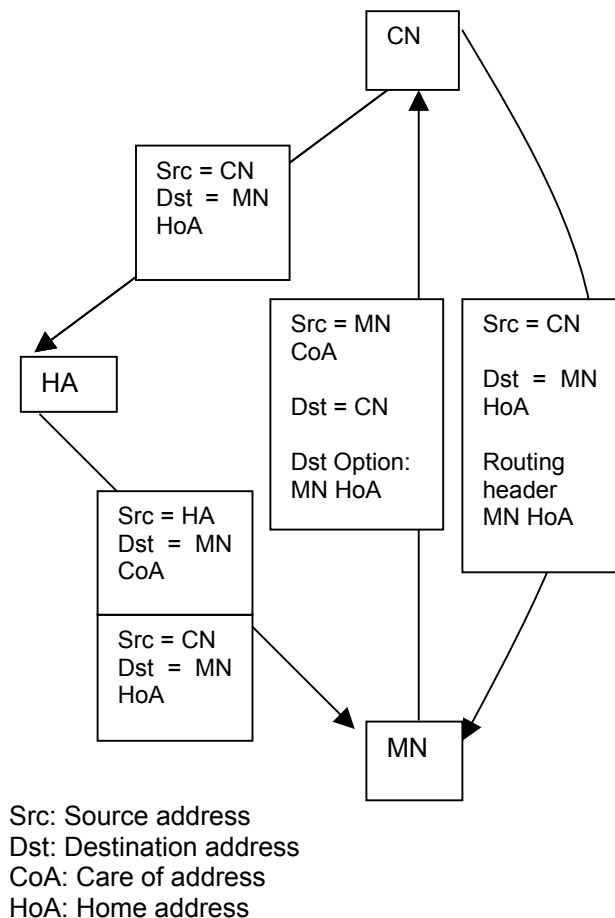 CN
Src = CN
Dst = MN
HoA
HA
Src = MN
CoA
Dst = CN
Dst Option:
MN HoA
Src = CN
Dst = MN
HoA
Routing
header
MN HoA
Src = HA
Dst = MN
CoA
Src = CN
Dst = MN
HoA
MN
Src: Source address
Dst: Destination address
CoA: Care of address
HoA: Home address